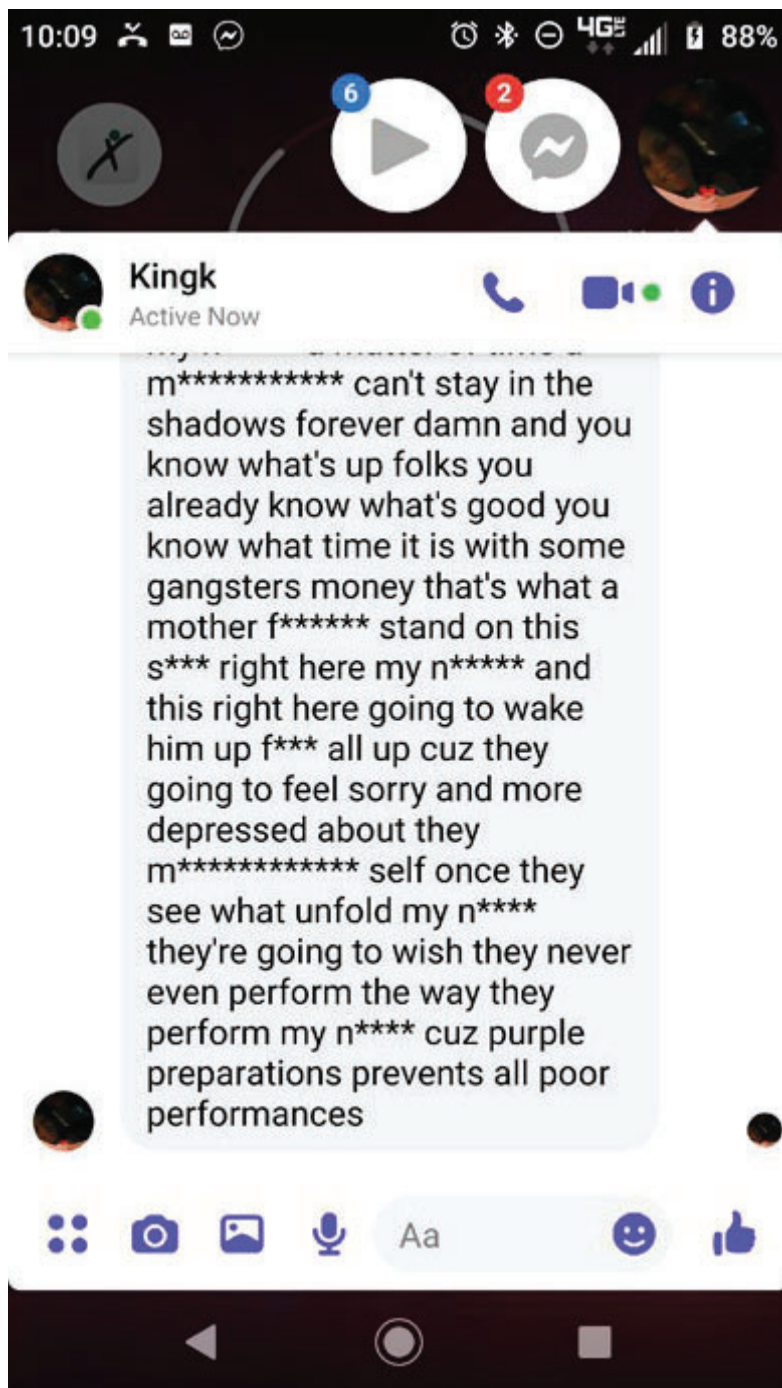 10:09 4G LTE 88%
6 2
Kingk
Active Now
m*********** can't stay in the
shadows forever damn and you
know what's up folks you
already know what's good you
know what time it is with some
gangsters money that's what a
mother f****** stand on this
s*** right here my n***** and
this right here going to wake
him up f*** all up cuz they
going to feel sorry and more
depressed about they
m************ self once they
see what unfold my n****
they're going to wish they never
even perform the way they
perform my n**** cuz purple
preparations prevents all poor
performances
Aa